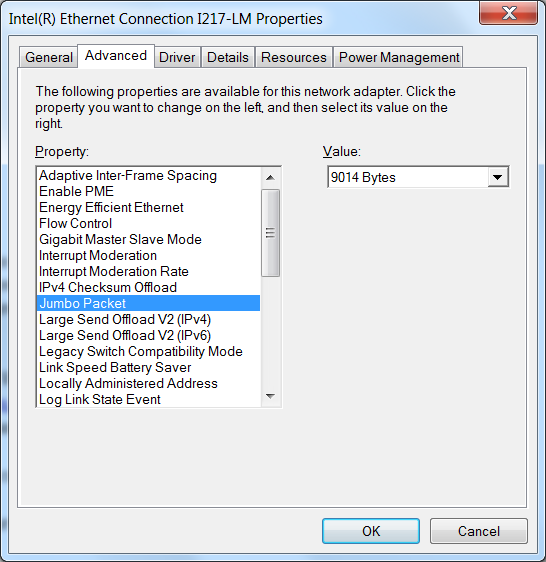 Intel(R) Ethernet Connection I217-LM Properties
General Advanced Driver Details Resources Power Management
The following properties are available for this network adapter. Click the
property you want to change on the left, and then select its value on the
right.
Property: Value:
Adaptive Inter-Frame Spacing 9014 Bytes
Enable PME
Energy Efficient Ethernet
Flow Control
Gigabit Master Slave Mode
Interrupt Moderation
Interrupt Moderation Rate
IPv4 Checksum Offload
Jumbo Packet
Large Send Offload V2 (IPv4)
Large Send Offload V2 (IPv6)
Legacy Switch Compatibility Mode
Link Speed Battery Saver
Locally Administered Address
Log Link State Event
OK Cancel